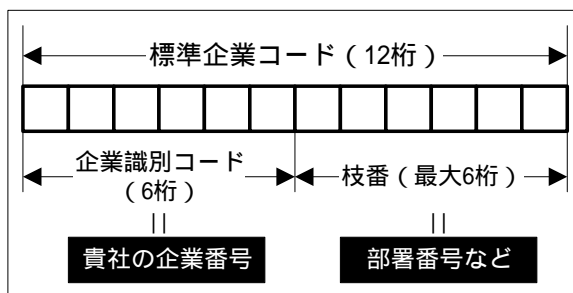 標準企業コード（12桁）
企業識別コード
（6桁）
枝番（最大6桁）
||
||
貴社の企業番号
部署番号など